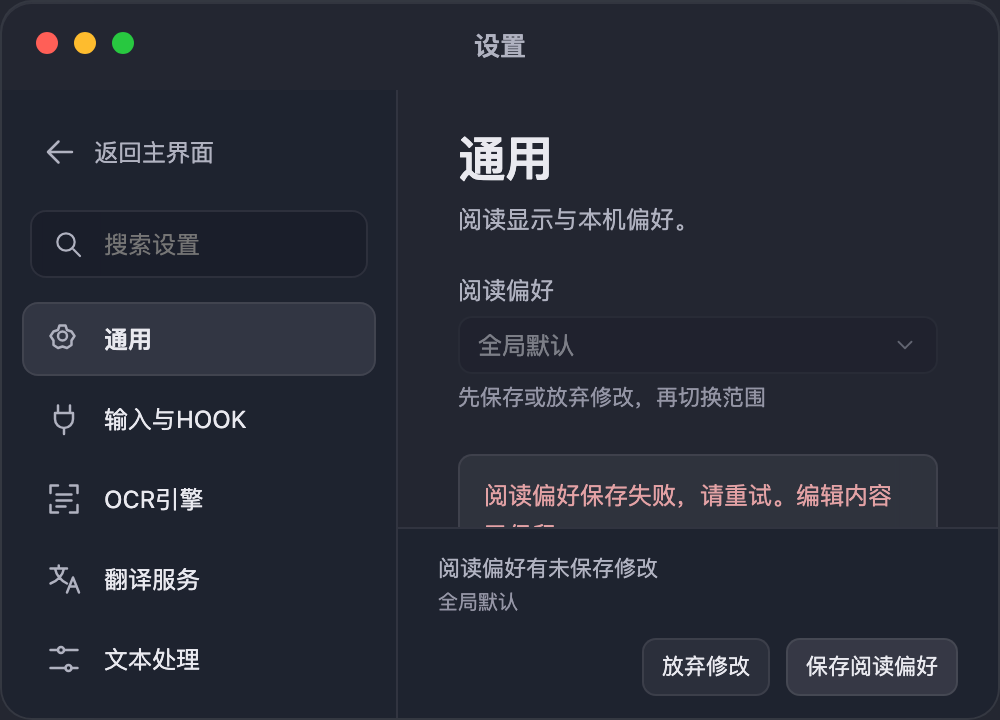 设置
返回主界面
搜索设置
通用
输入与HOOK
OCR引擎
翻译服务
文本处理
通用
阅读显示与本机偏好。
阅读偏好
全局默认
先保存或放弃修改，再切换范围
阅读偏好保存失败，请重试。编辑内容
阅读偏好有未保存修改
全局默认
放弃修改
保存阅读偏好